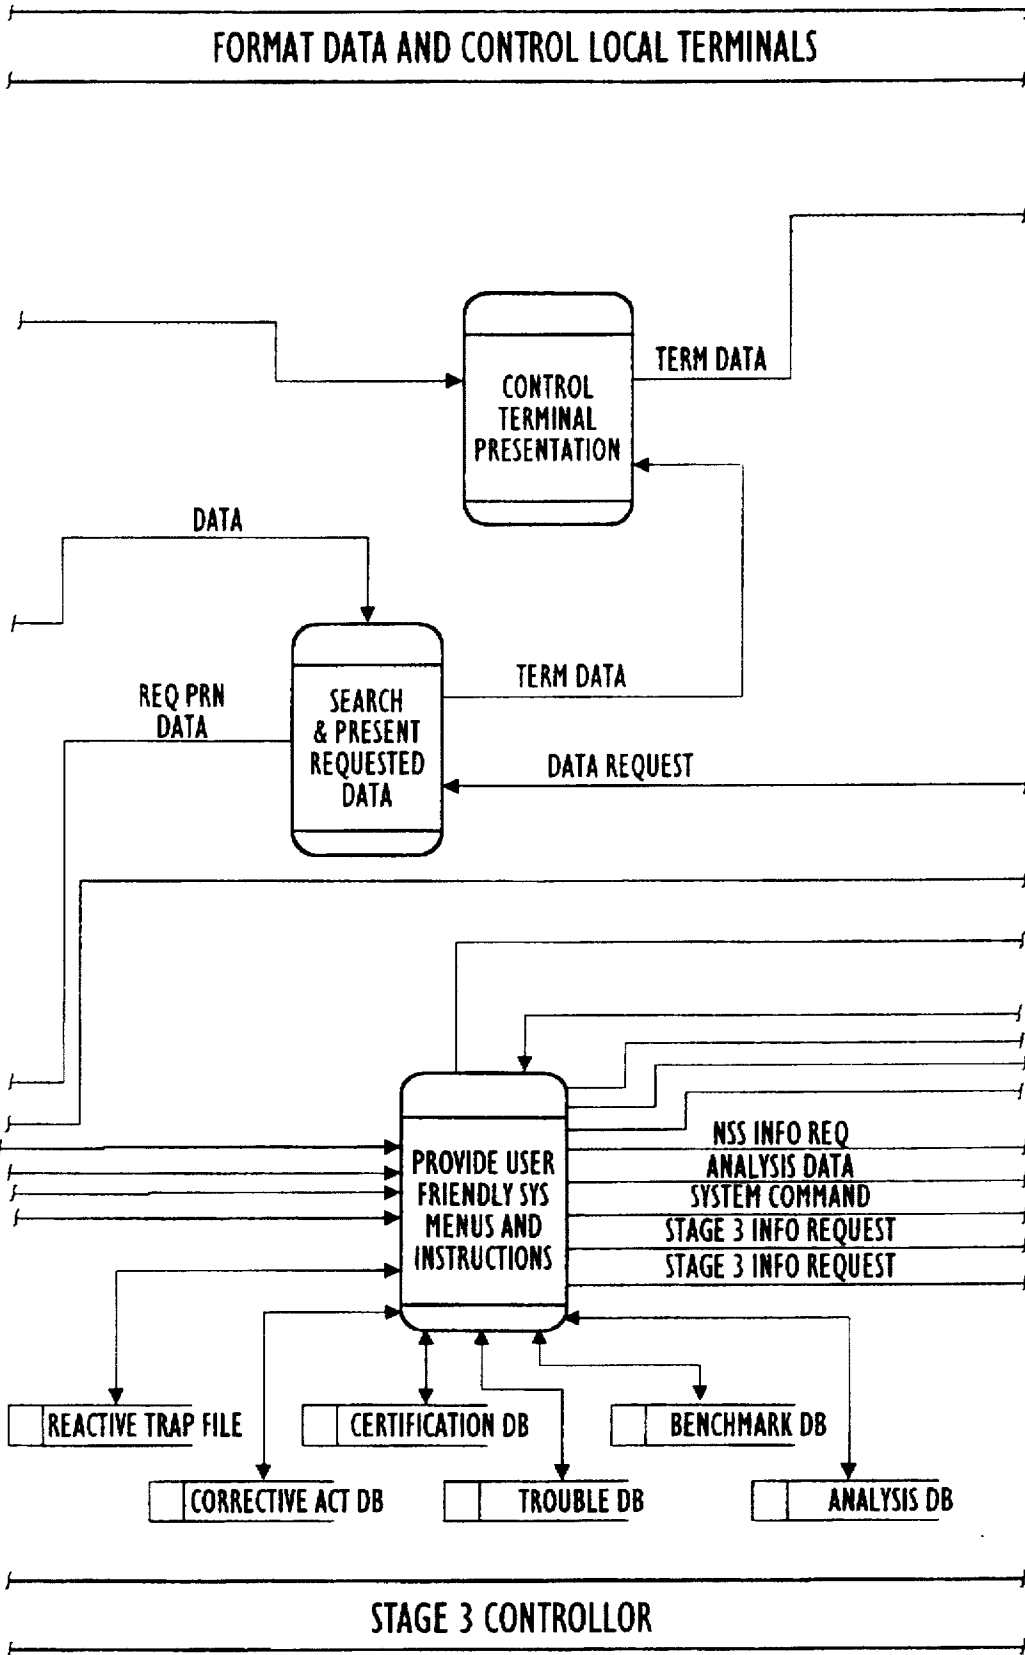 FORMAT DATA AND CONTROL LOCAL TERMINALS
TERM DATA
CONTROL
TERMINAL
PRESENTATION
DATA
TERM DATA
REQ PRN
DATA
SEARCH
& PRESENT
REQUESTED
DATA
DATA REQUEST
NSS INFO REQ
ANALYSIS DATA
SYSTEM COMMAND
STAGE 3 INFO REQUEST
STAGE 3 INFO REQUEST
PROVIDE USER
FRIENDLY SYS
MENUS AND
INSTRUCTIONS
REACTIVE TRAP FILE
CERTIFICATION DB
BENCHMARK DB
CORRECTIVE ACT DB
TROUBLE DB
ANALYSIS DB
STAGE 3 CONTROLLOR